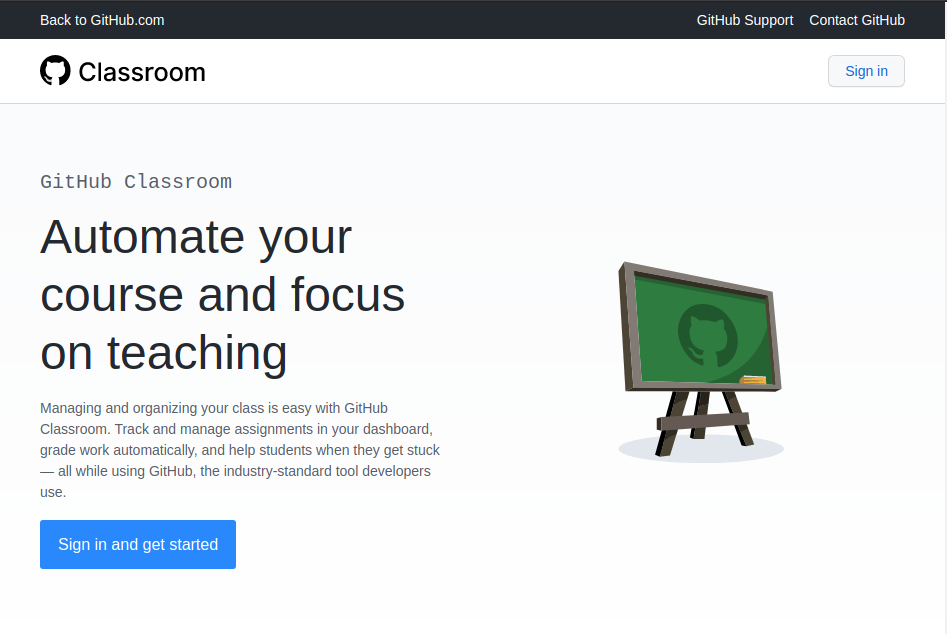 Back to GitHub.com
GitHub Support
Contact GitHub
Classroom
Sign in
GitHub Classroom
Automate your
course and focus
on teaching
Managing and organizing your class is easy with GitHub
Classroom. Track and manage assignments in your dashboard,
grade work automatically, and help students when they get stuck
— all while using GitHub, the industry-standard tool developers
use.
Sign in and get started